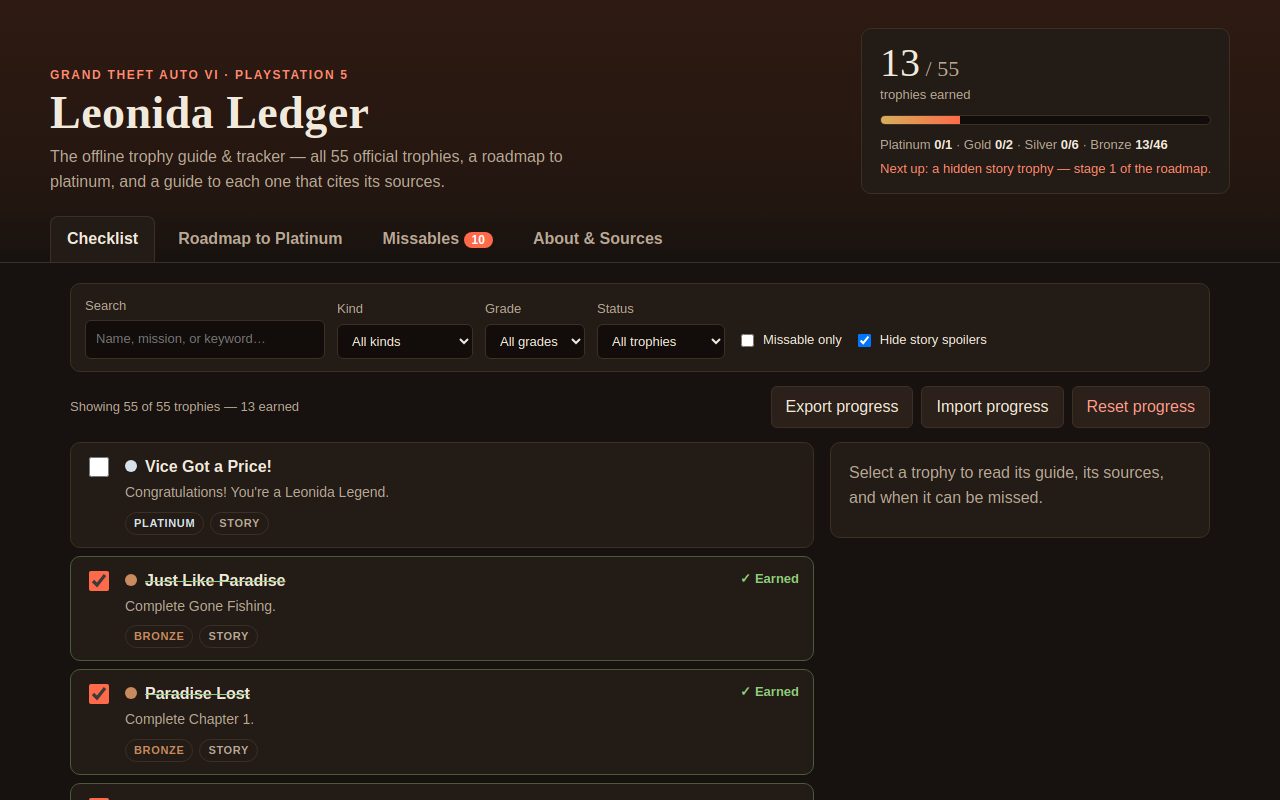 GRAND THEFT AUTO VI · PLAYSTATION 5
Leonida Ledger
The offline trophy guide & tracker — all 55 official trophies, a roadmap to
platinum, and a guide to each one that cites its sources.
13 / 55
trophies earned
Platinum 0/1 · Gold 0/2 · Silver 0/6 · Bronze 13/46
Next up: a hidden story trophy — stage 1 of the roadmap.
Checklist
Roadmap to Platinum
Missables 10
About & Sources
Search
Name, mission, or keyword…
Kind
All kinds
Grade
All grades
Status
All trophies
Missable only
Hide story spoilers
Showing 55 of 55 trophies — 13 earned
Export progress
Import progress
Reset progress
Vice Got a Price!
Congratulations! You're a Leonida Legend.
PLATINUM
STORY
Just Like Paradise
✓ Earned
Complete Gone Fishing.
BRONZE
STORY
Paradise Lost
✓ Earned
Complete Chapter 1.
BRONZE
STORY
Select a trophy to read its guide, its sources,
and when it can be missed.